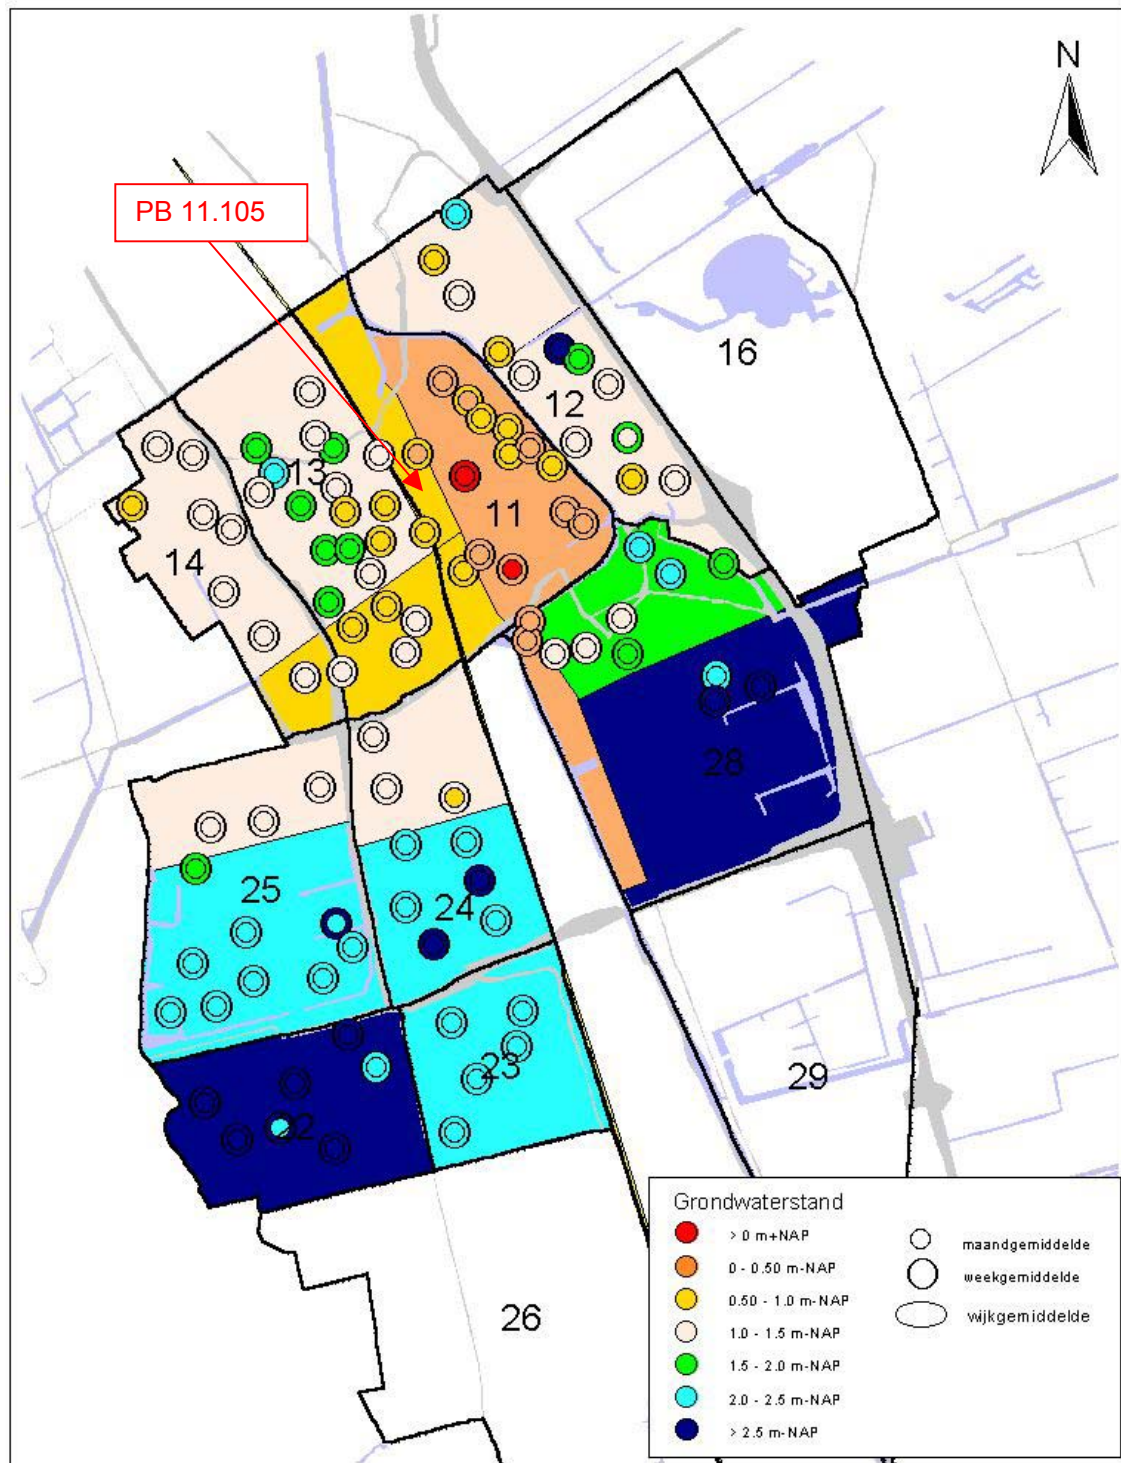 N
PB 11.105
16
12
13
11
14
28
25
24
23
29
22
26
Grondwaterstand
> 0 m+NAP
0 - 0.50 m-NAP
0.50 - 1.0 m-NAP
1.0 - 1.5 m-NAP
1.5 - 2.0 m-NAP
2.0 - 2.5 m-NAP
> 2.5 m-NAP
maandgemiddelde
weekgemiddelde
wijkgemiddelde